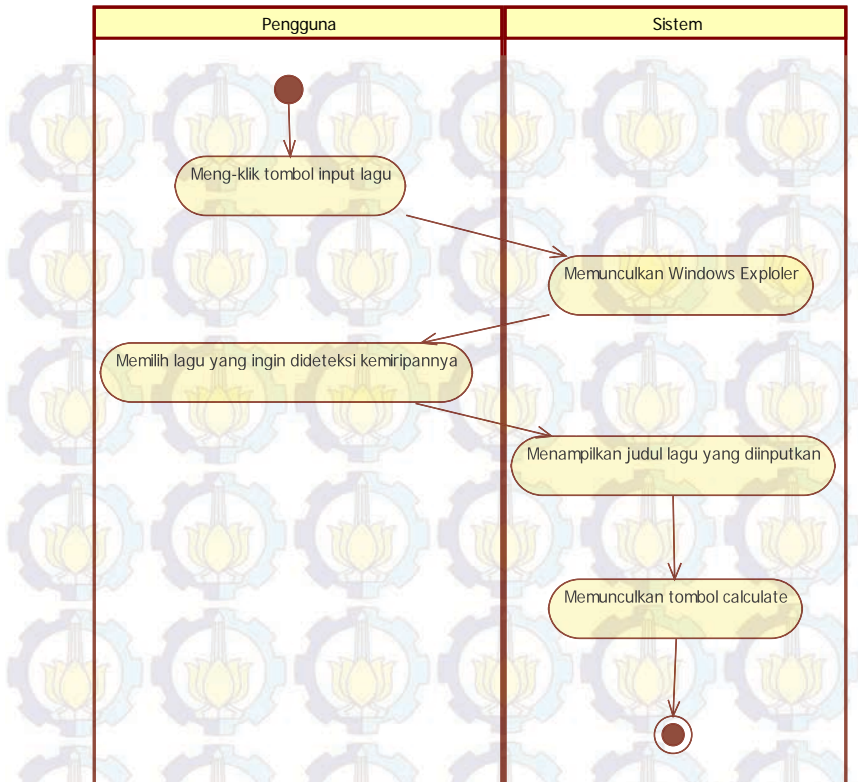 Pengguna
Sistem
Meng-klik tombol input lagu
Memunculkan Windows Exploler
Memilih lagu yang ingin dideteksi kemiripannya
Menampilkan judul lagu yang diinputkan
Memunculkan tombol calculate